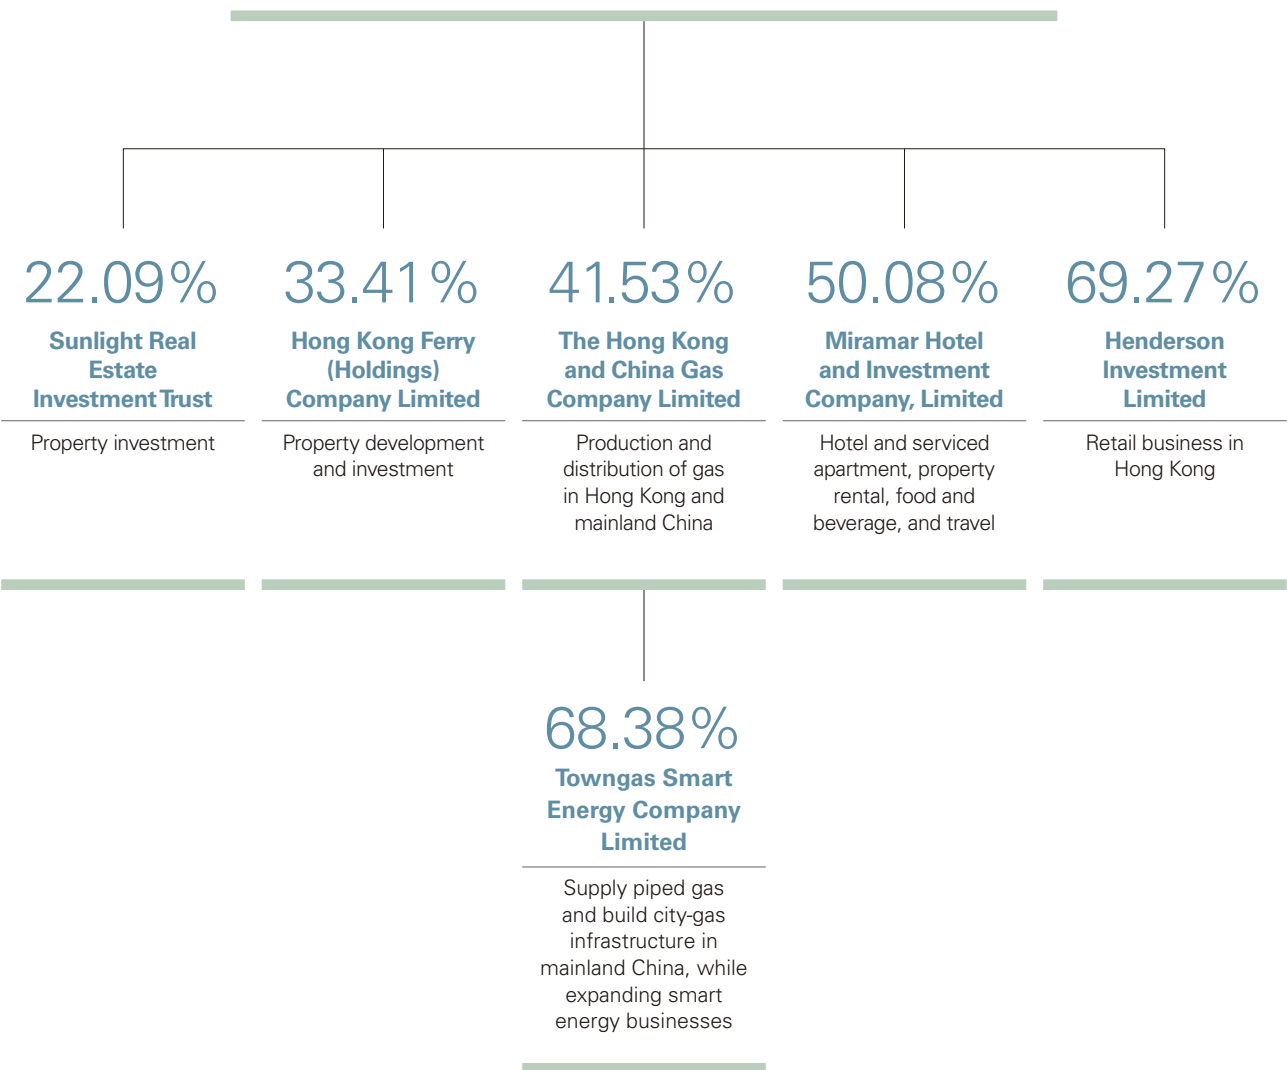 22.09%
Sunlight Real
Estate
Investment Trust
Property investment
33.41%
Hong Kong Ferry
(Holdings)
Company Limited
Property development
and investment
41.53%
The Hong Kong
and China Gas
Company Limited
Production and
distribution of gas
in Hong Kong and
mainland China
50.08%
Miramar Hotel
and Investment
Company, Limited
Hotel and serviced
apartment, property
rental, food and
beverage, and travel
69.27%
Henderson
Investment
Limited
Retail business in
Hong Kong
68.38%
Towngas Smart
Energy Company
Limited
Supply piped gas
and build city-gas
infrastructure in
mainland China, while
expanding smart
energy businesses